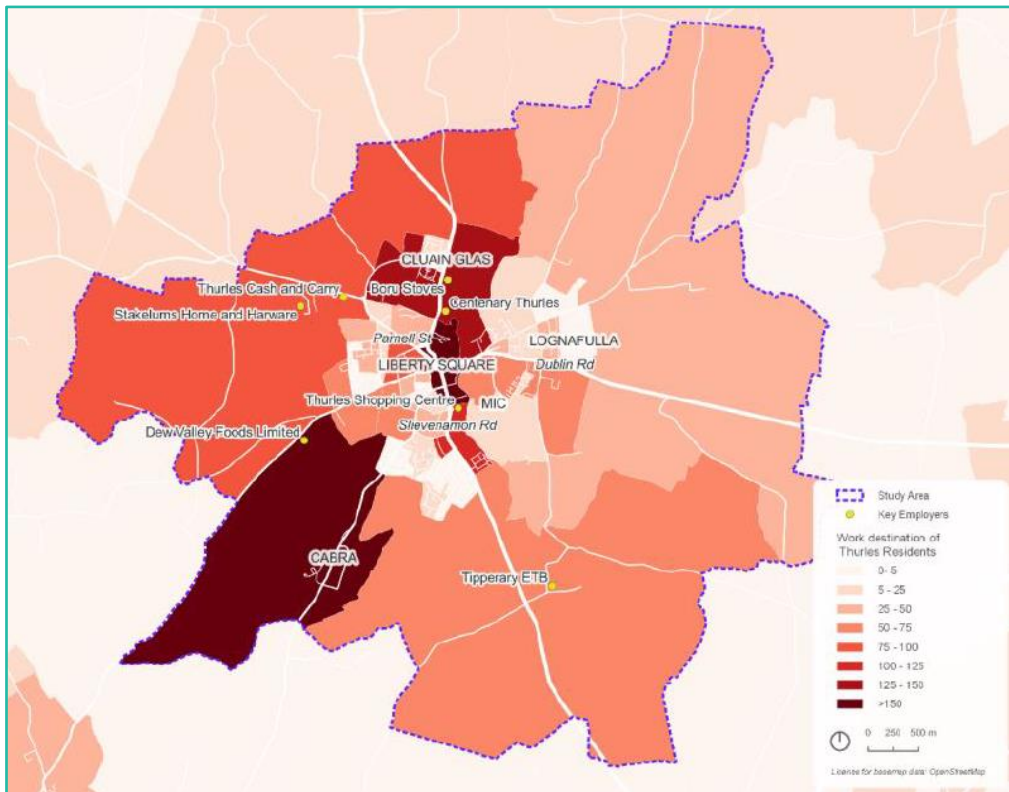 CLUAIN GLAS
Thurles Cash and Carry
Boru Stoves
Stakelums Home and Harware
Centenary Thurles
Parnell St
LOGNAFULLA
LIBERTY SQUARE
Dublin Rd
Thurles Shopping Centre
MIC
Slievenamon Rd
Dew Valley Foods Limited
CABRA
Tipperary ETB
Study Area
Key Employers
Work destination of
Thurles Residents
0- 5
5 - 25
25 - 50
50 - 75
75 - 100
100 - 125
125 - 150
>150
0 250 500 m
License for basemap data: OpenStreetMap